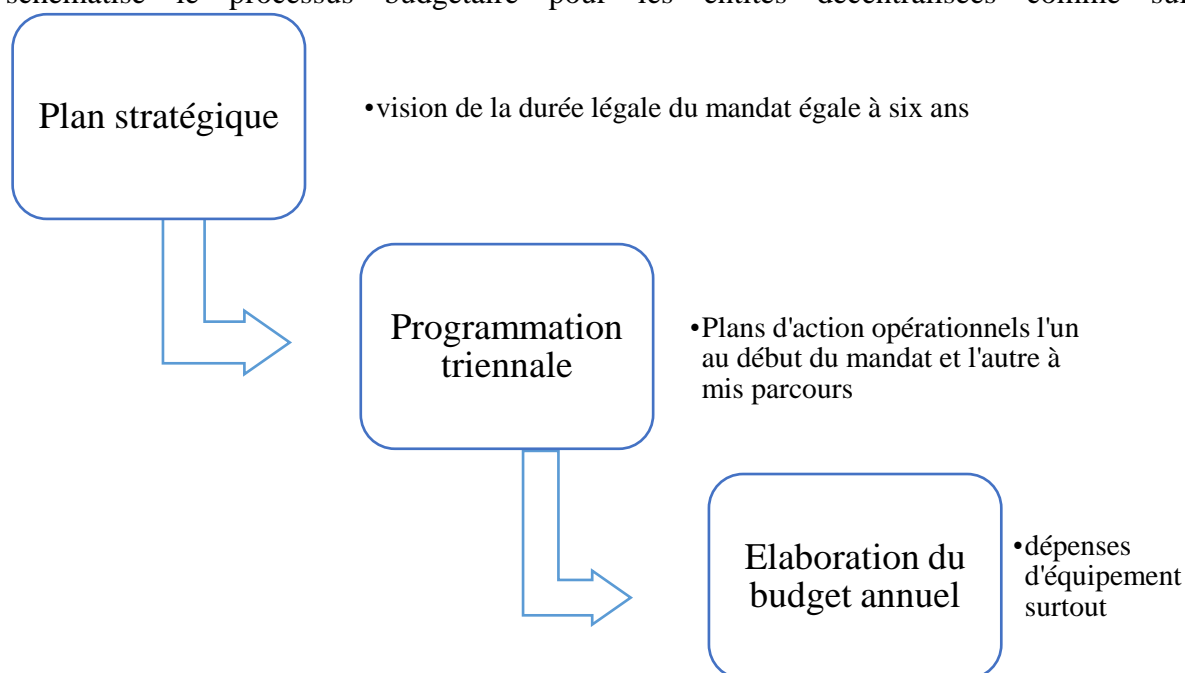 schématisé le processus budgétaire pour les entités décentralisées comme suit
Plan stratégique
•vision de la durée légale du mandat égale à six ans
Programmation
triennale
•Plans d'action opérationnels l'un
au début du mandat et l'autre à
mis parcours
Elaboration du
budget annuel
•dépenses
d'équipement
surtout